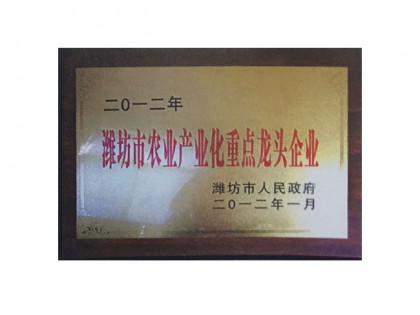 二〇一二年
潍坊市农业产业化重点龙头企业
潍坊市人民政府
二〇一二年一月